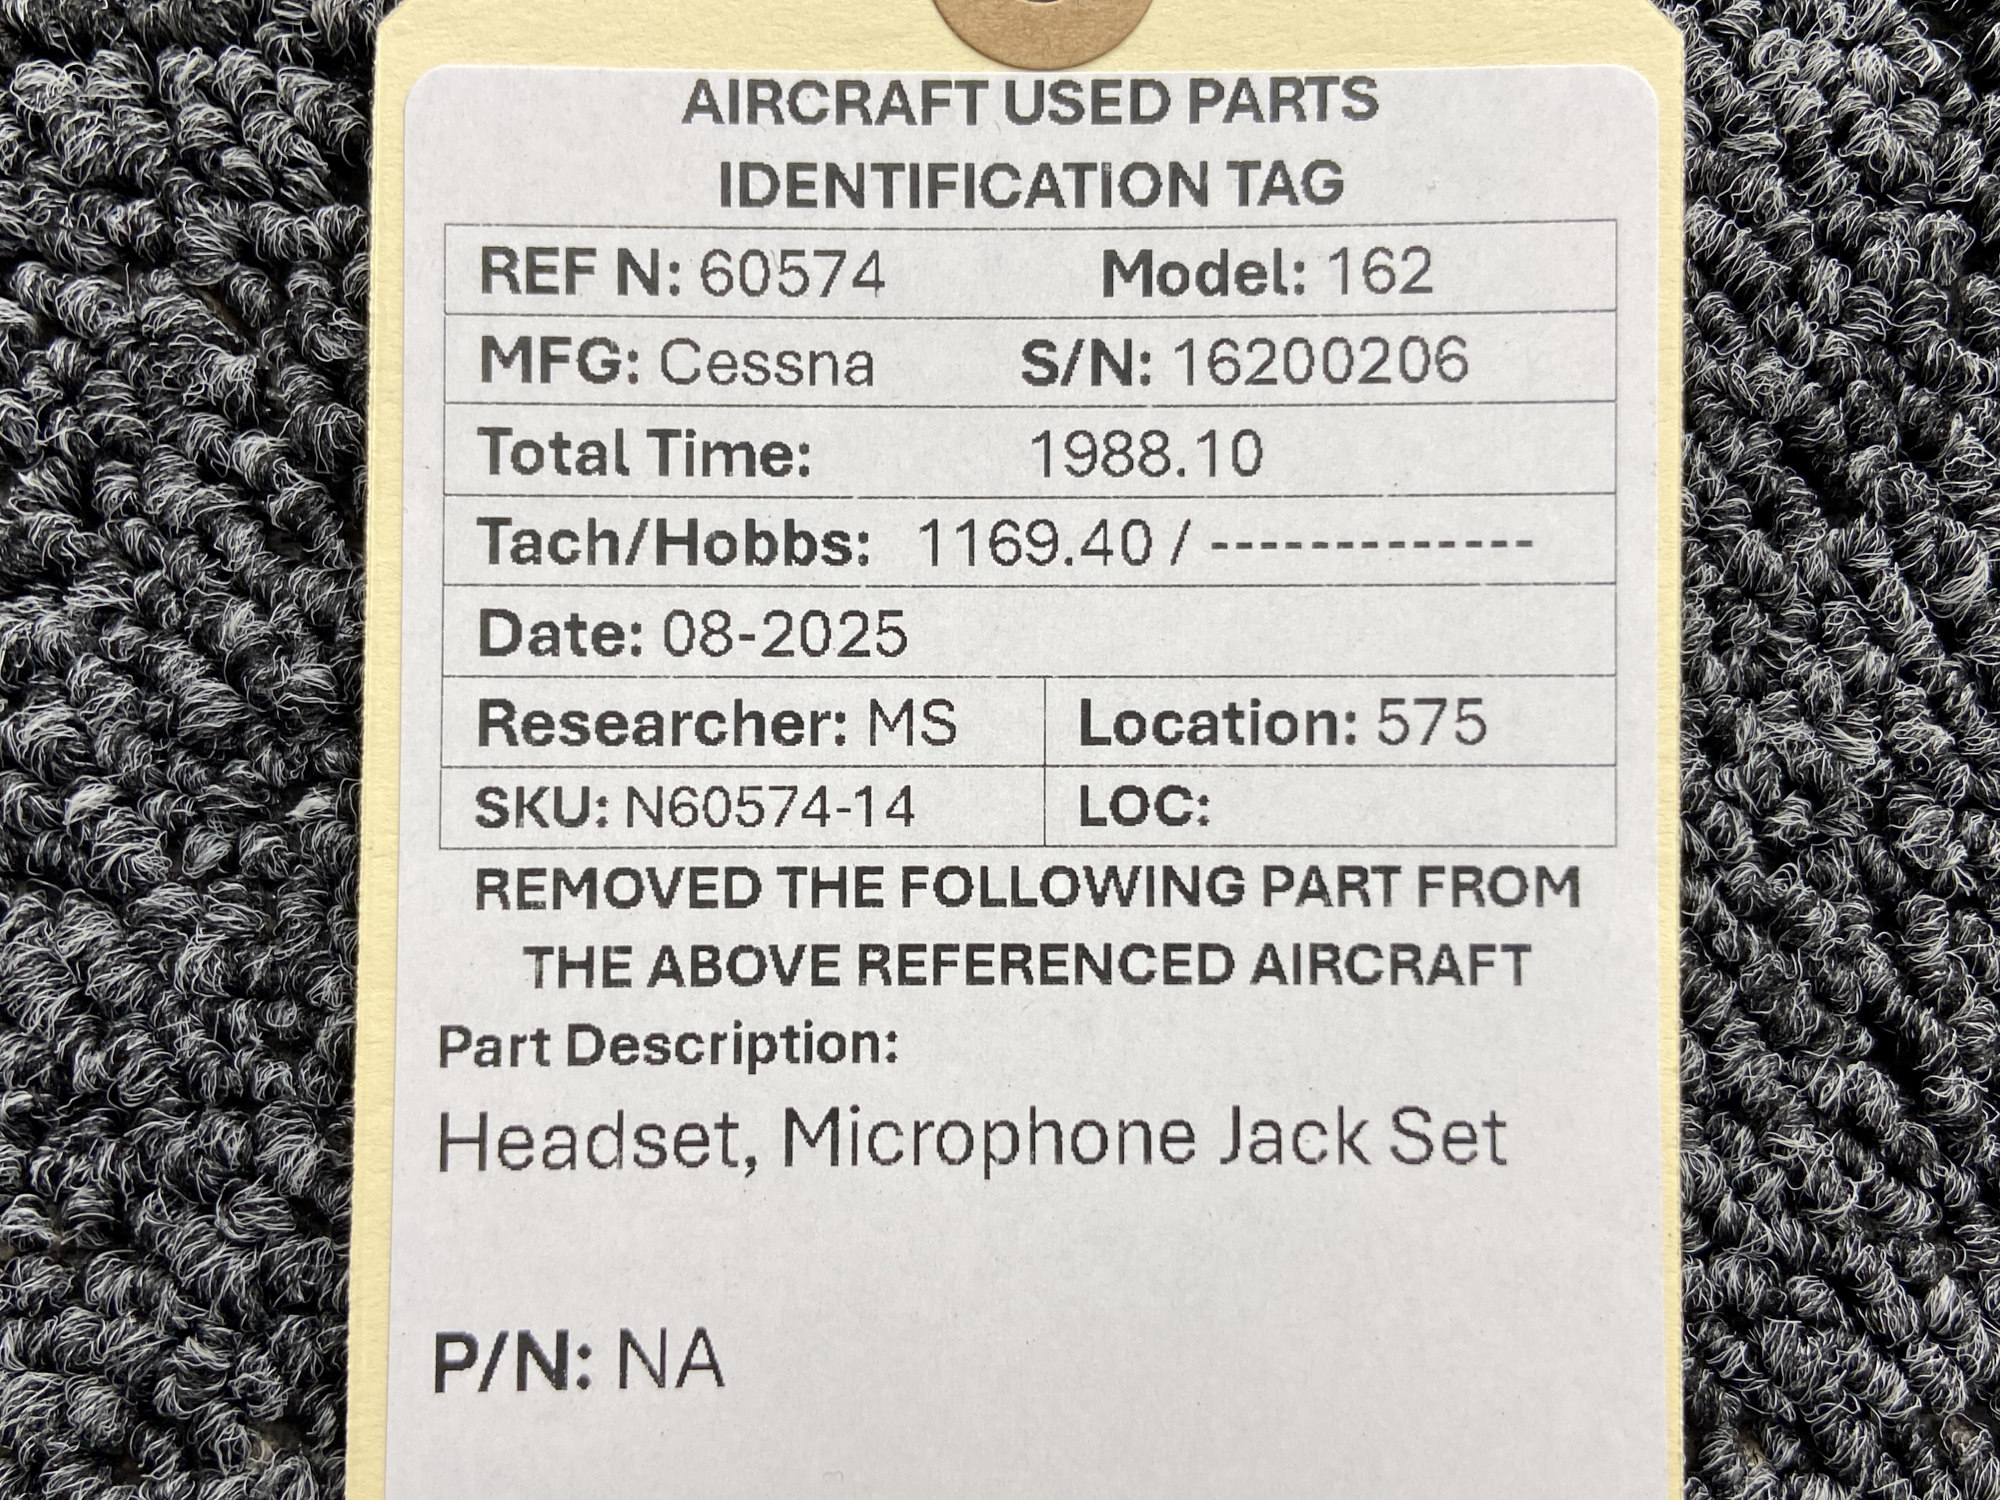 AIRCRAFT USED PARTS
IDENTIFICATION TAG
REF N: 60574 Model: 162
MFG: Cessna S/N: 16200206
Total Time: 1988.10
Tach/Hobbs: 1169.40 / -------------
Date: 08-2025
Researcher: MS Location: 575
SKU: N60574-14 LOC:
REMOVED THE FOLLOWING PART FROM
THE ABOVE REFERENCED AIRCRAFT
Part Description:
Headset, Microphone Jack Set
P/N: NA